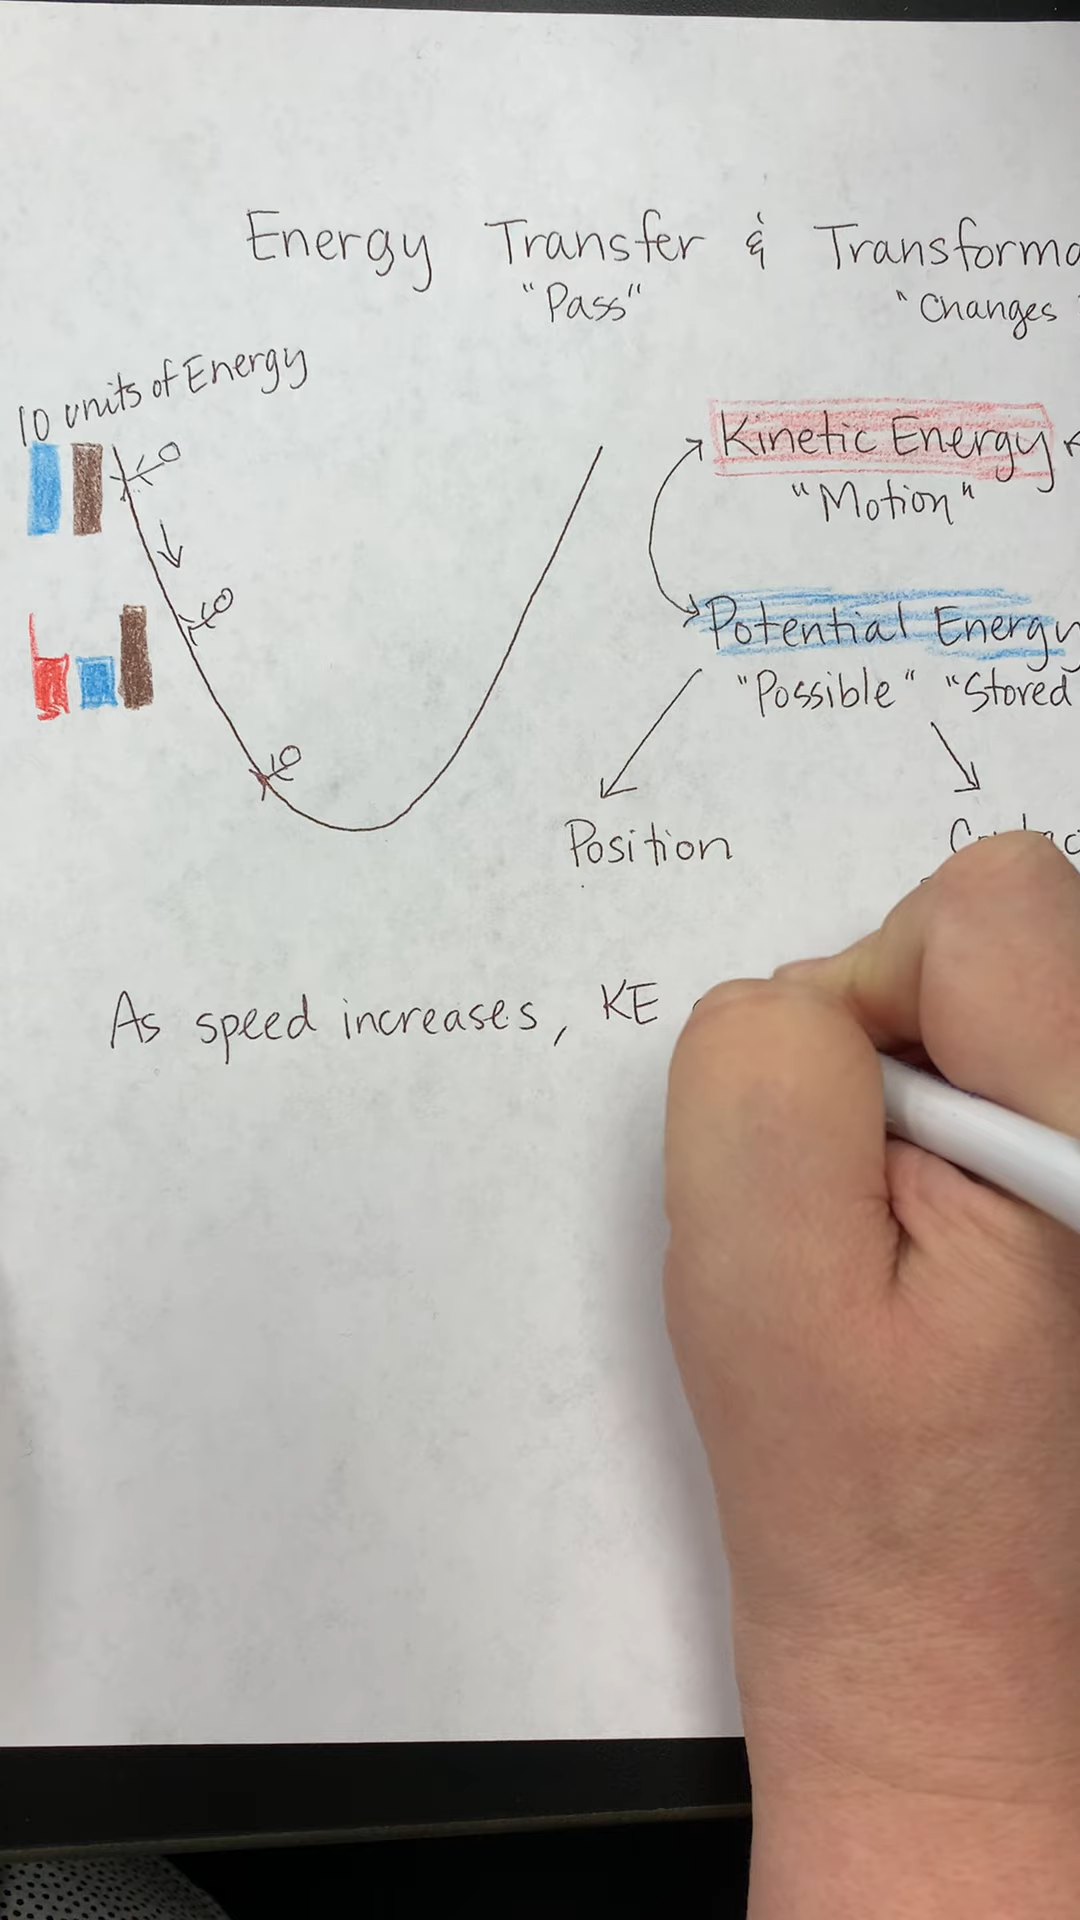 Energy Transfer & Transforma
"Pass" "Changes
10 units of Energy
Kinetic Energy
"Motion"
Potential Energy
"Possible" "Stored
Position
As speed increases, KE